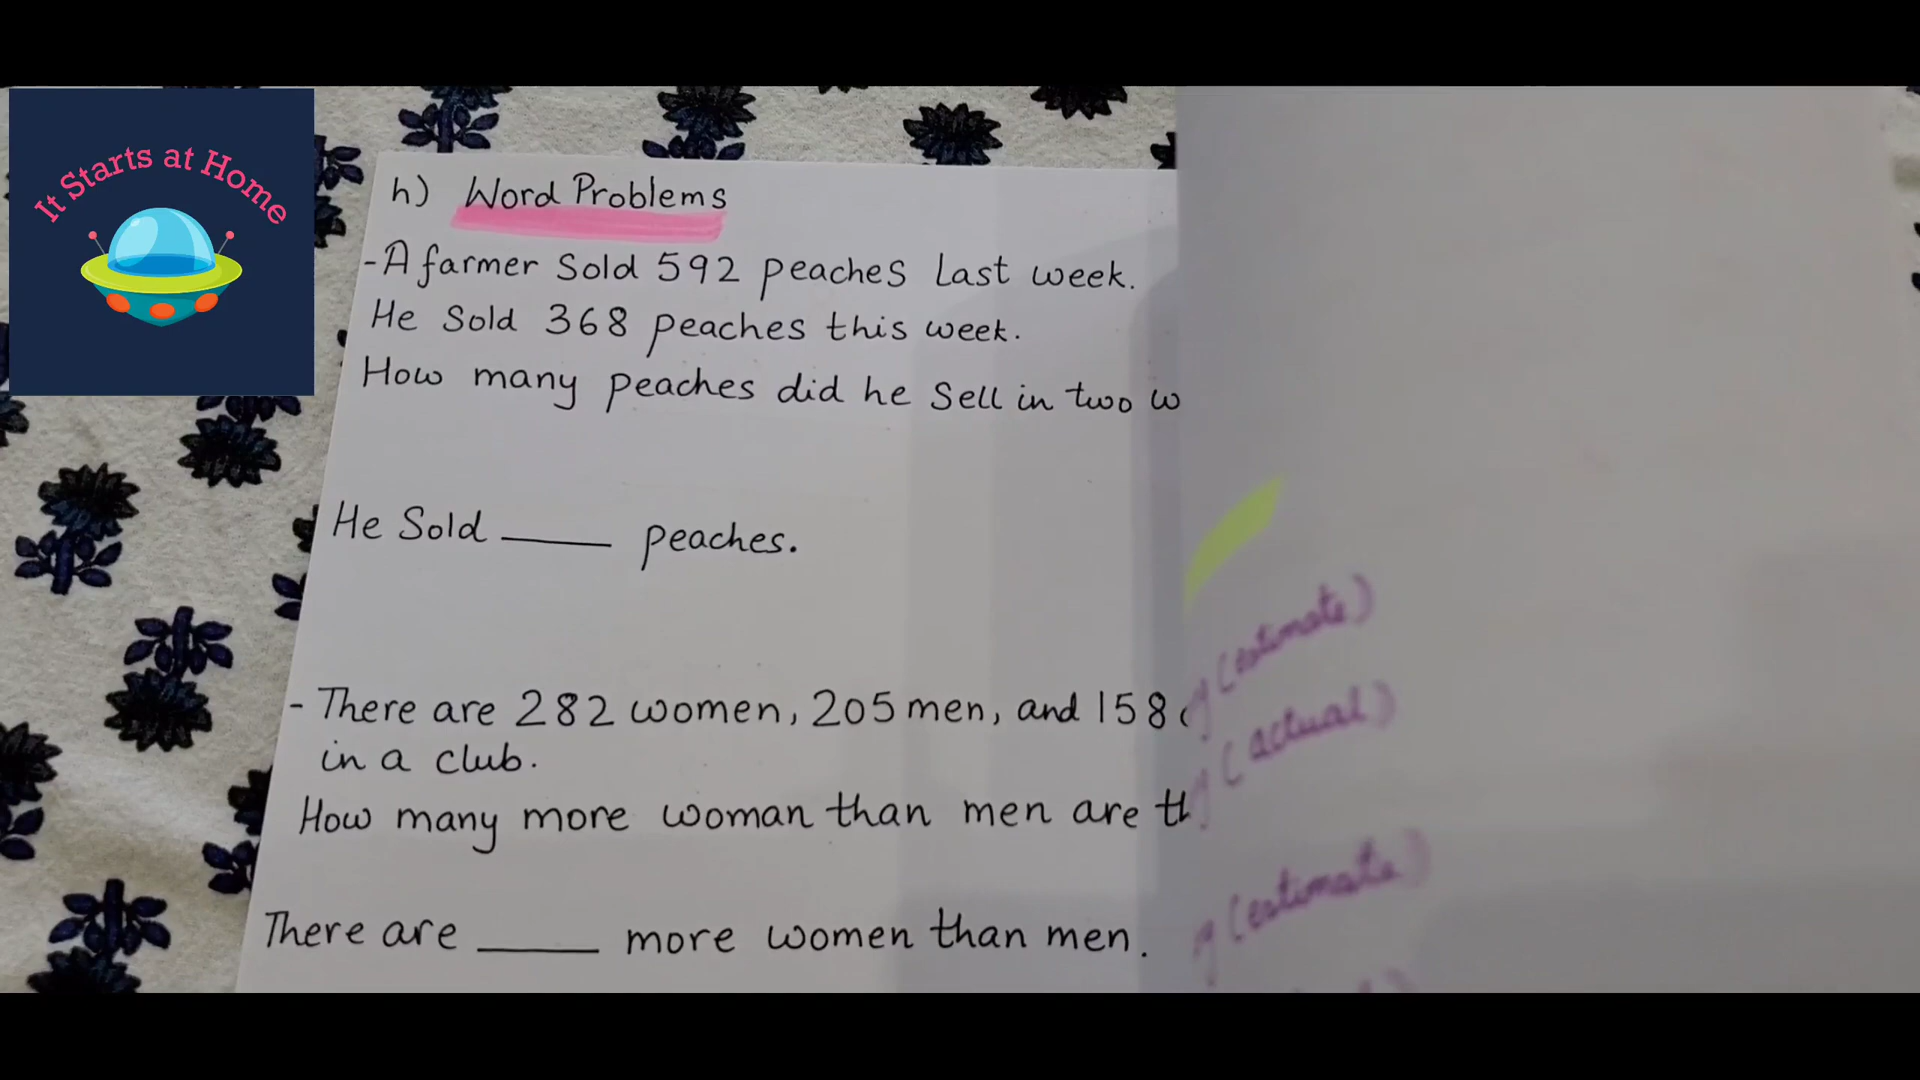 It Starts at Home
h) Word Problems
- A farmer Sold 592 peaches last week.
He Sold 368 peaches this week.
How many peaches did he Sell in two w
He Sold ____ peaches.
- There are 282 women, 205 men, and 158
in a club.
How many more woman than men are th
There are ____ more women than men.
(estimate)
(actual)
(estimate)